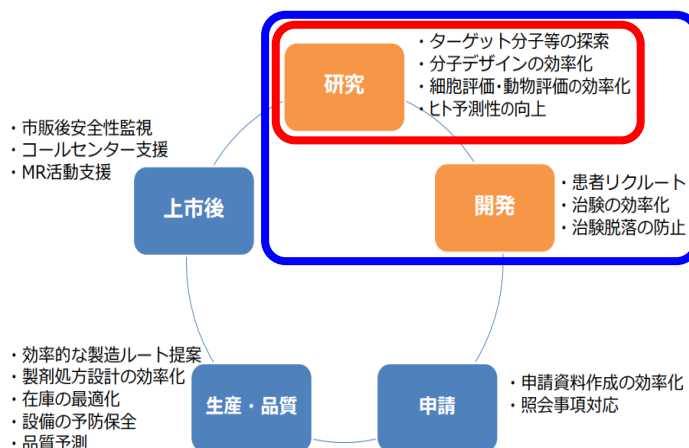 研究
・ターゲット分子等の探索
・分子デザインの効率化
・細胞評価・動物評価の効率化
・ヒト予測性の向上
開発
・患者リクルート
・治験の効率化
・治験脱落の防止
申請
・申請資料作成の効率化
・照会事項対応
生産・品質
・効率的な製造ルート提案
・製剤処方設計の効率化
・在庫の最適化
・設備の予防保全
・品質予測
上市後
・市販後安全性監視
・コールセンター支援
・MR活動支援